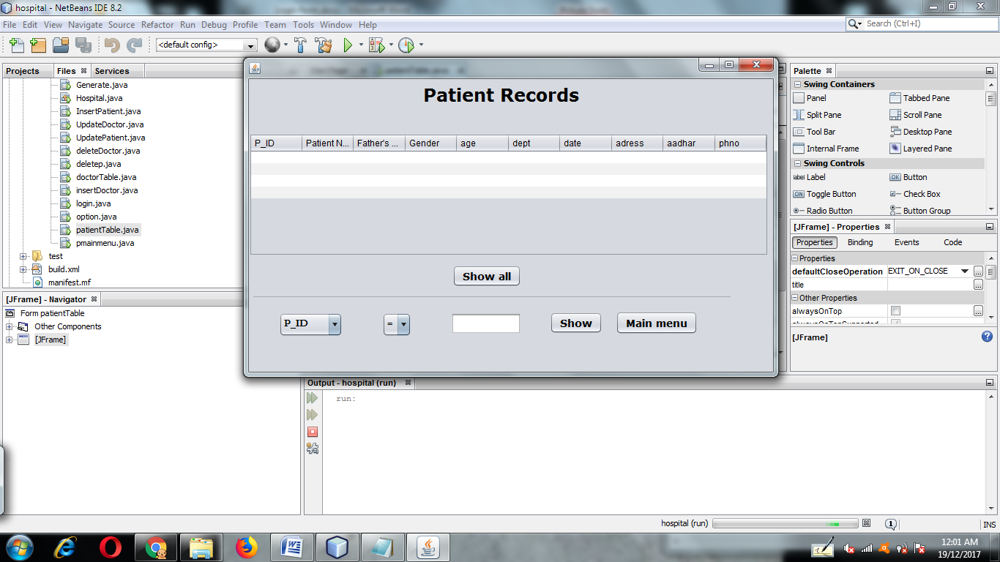 hospital - NetBeans IDE 8.2
File Edit View Navigate Source Refactor Run Debug Profile Team Tools Window Help
Search (Ctrl+I)
<default config>
Projects Files Services
Generate.java
Hospital.java
InsertPatient.java
UpdateDoctor.java
UpdatePatient.java
deleteDoctor.java
deletep.java
doctorTable.java
insertDoctor.java
login.java
option.java
patientTable.java
pmainmenu.java
test
build.xml
manifest.mf
[JFrame] - Navigator
Form patientTable
Other Components
[JFrame]
Patient Records
P_ID Patient N... Father's ... Gender age dept date adress aadhar phno
Show all
P_ID = Show Main menu
Output - hospital (run)
run:
Palette
Swing Containers
Panel Tabbed Pane
Split Pane Scroll Pane
Tool Bar Desktop Pane
Internal Frame Layered Pane
Swing Controls
label Label OK Button
ON Toggle Button Check Box
Radio Button Button Group
[JFrame] - Properties
Properties Binding Events Code
Properties
defaultCloseOperation EXIT_ON_CLOSE ...
title ...
Other Properties
alwaysOnTop ...
alwaysOnTopSupported
[JFrame]
hospital (run) 1 INS
12:01 AM
19/12/2017